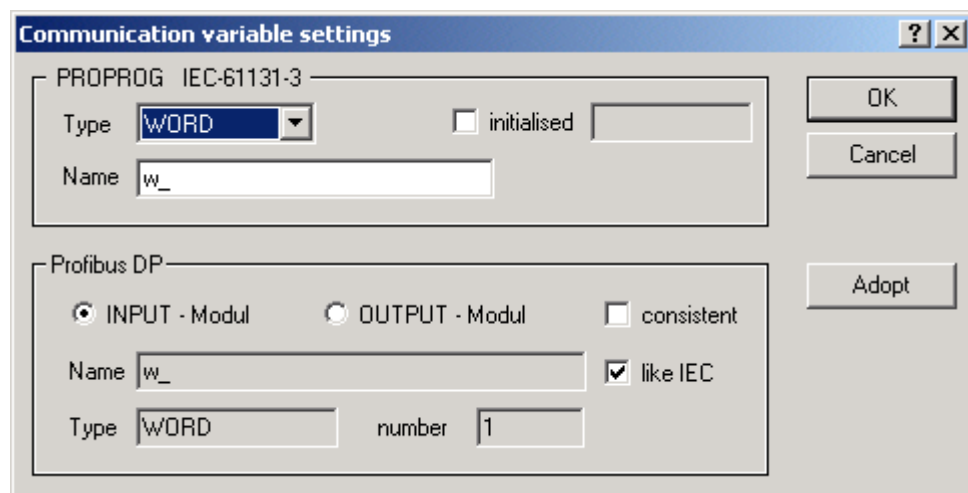 Communication variable settings
PROPROG IEC-61131-3
Type WORD initialised
Name w_
OK
Cancel
Profibus DP
INPUT - Modul OUTPUT - Modul consistent
Name w_ like IEC
Type WORD number 1
Adopt